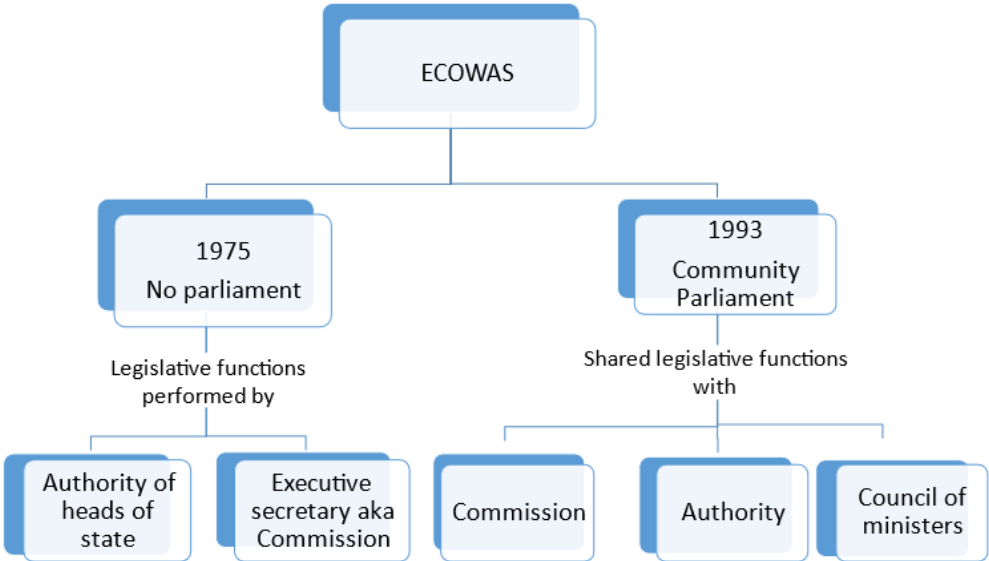 ECOWAS
1975
No parliament
1993
Community
Parliament
Legislative functions
performed by
Shared legislative functions
with
Authority of
heads of
state
Executive
secretary aka
Commission
Commission
Authority
Council of
ministers